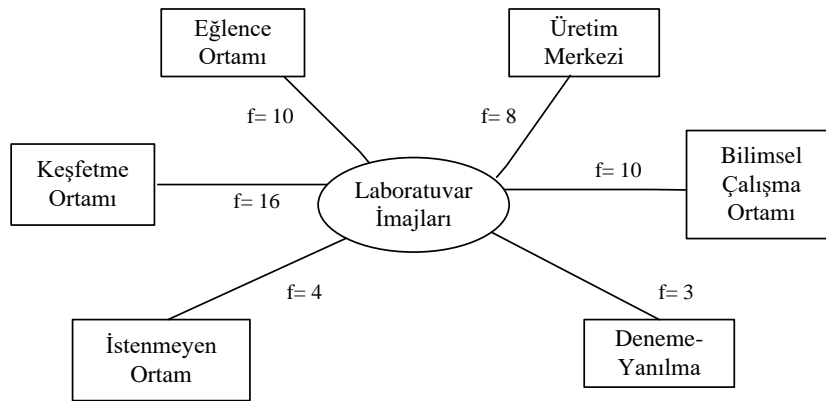 Eğlence
Ortamı
Üretim
Merkezi
f= 10
f= 8
Keşfetme
Ortamı
f= 16
Laboratuvar
İmajları
f= 10
Bilimsel
Çalışma
Ortamı
f= 4
f= 3
İstenmeyen
Ortam
Deneme-
Yanılma